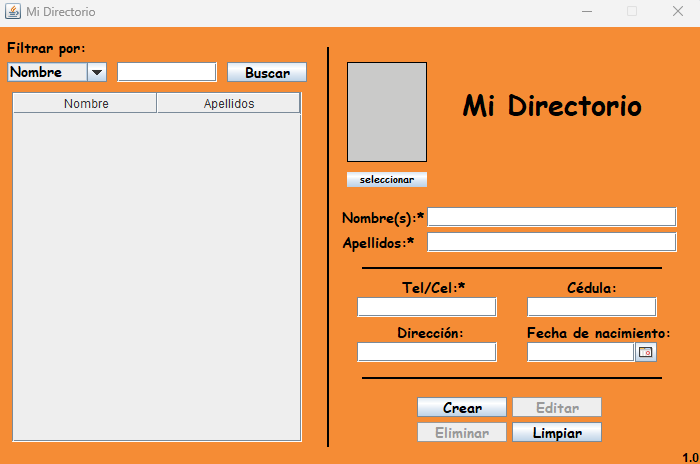 Mi Directorio
Filtrar por:
Nombre
Buscar
Nombre Apellidos
Mi Directorio
seleccionar
Nombre(s):*
Apellidos:*
Tel/Cel:* Cédula:
Dirección: Fecha de nacimiento:
Crear Editar
Eliminar Limpiar
1.0